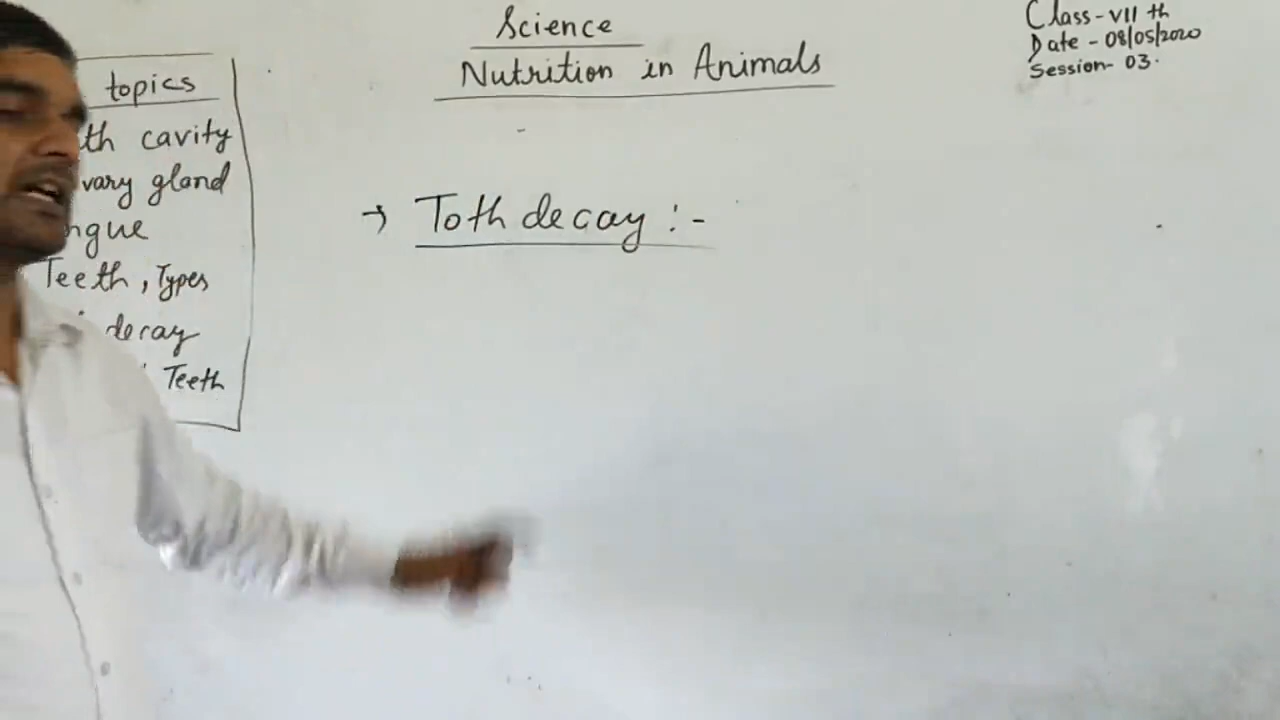 Science
Nutrition in Animals
Class-VII th
Date - 08/05/2020
Session- 03.
topics
th cavity
vary gland
ngue
Teeth, Types
decay
Teeth
→ Toth decay :-